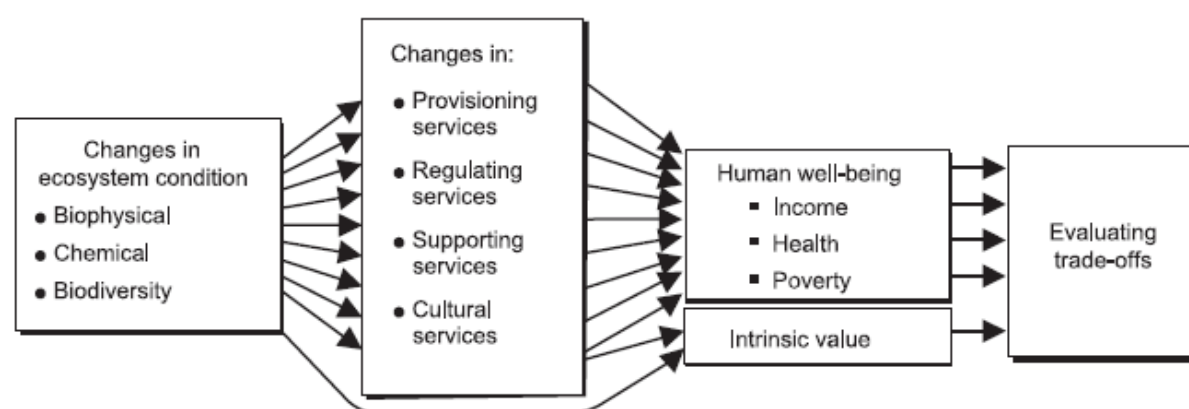 Changes in
ecosystem condition
● Biophysical
● Chemical
● Biodiversity
Changes in:
● Provisioning
services
● Regulating
services
● Supporting
services
● Cultural
services
Human well-being
▪ Income
▪ Health
▪ Poverty
Intrinsic value
Evaluating
trade-offs